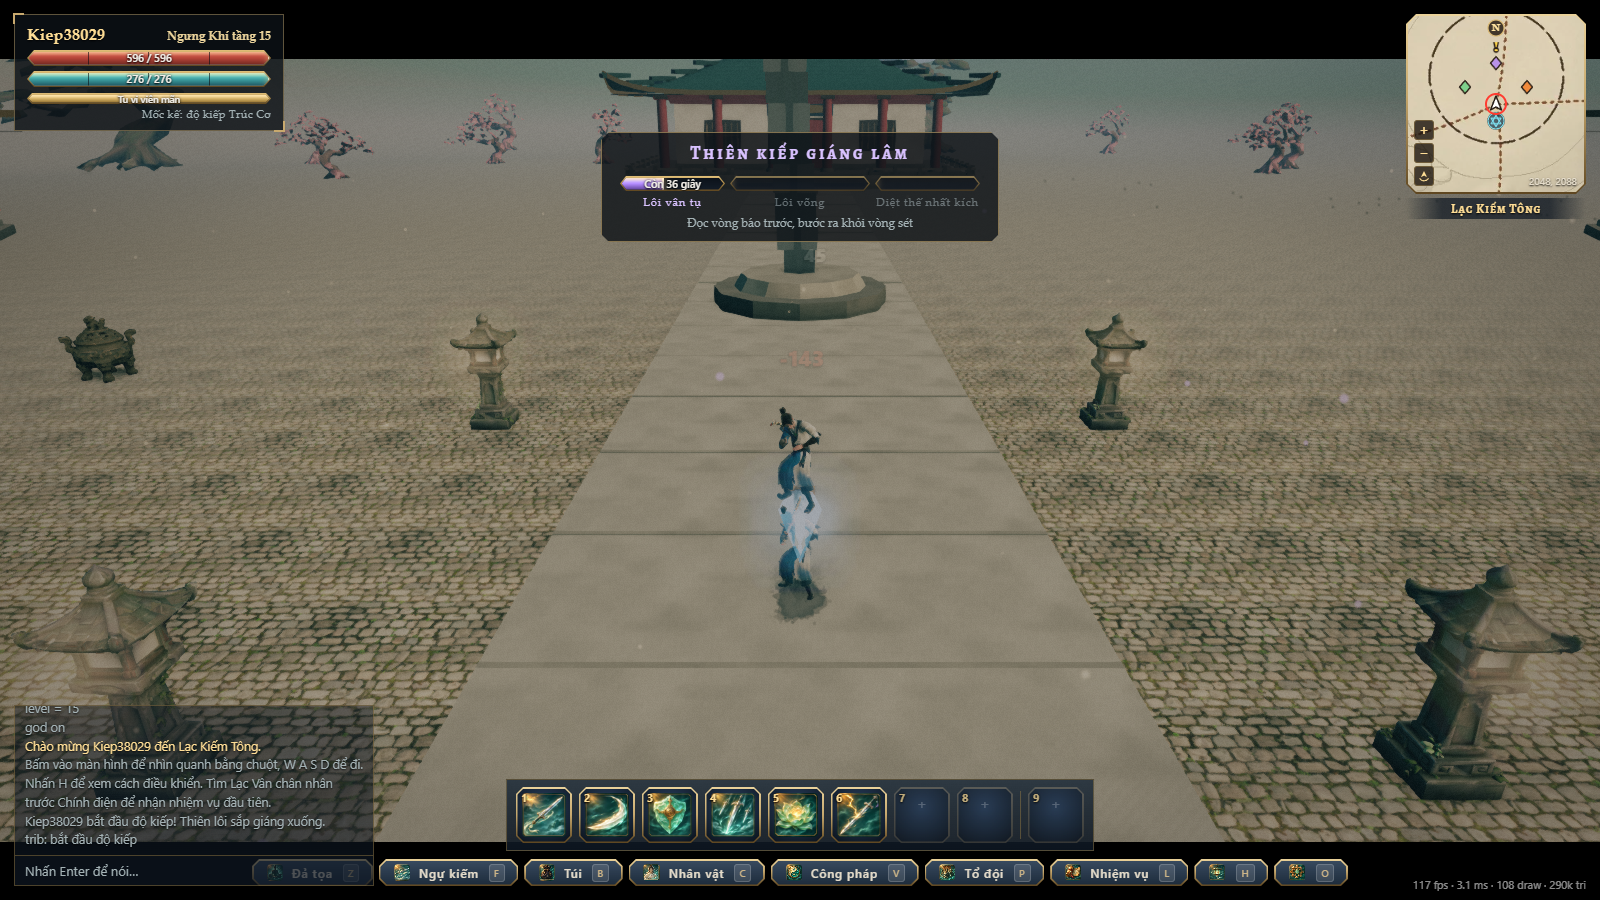 Kiep38029
Ngưng Khí tầng 15
596 / 596
276 / 276
Tu vi viên mãn
Mốc kế: độ kiếp Trúc Cơ
THIÊN KIẾP GIÁNG LÂM
Còn 36 giây
Lôi vân tụ
Lôi võng
Diệt thế nhất kích
Đọc vòng báo trước, bước ra khỏi vòng sét
45
143
N
+
−
2048, 2088
LẠC KIẾM TÔNG
level = 15
god on
Chào mừng Kiep38029 đến Lạc Kiếm Tông.
Bấm vào màn hình để nhìn quanh bằng chuột, W A S D để đi.
Nhấn H để xem cách điều khiển. Tìm Lạc Vân chân nhân
trước Chính điện để nhận nhiệm vụ đầu tiên.
Kiep38029 bắt đầu độ kiếp! Thiên lôi sắp giáng xuống.
trib: bắt đầu độ kiếp
Nhấn Enter để nói...
1
2
3
4
5
6
7 +
8 +
9 +
Đả tọa Z
Ngự kiếm F
Túi B
Nhân vật C
Công pháp V
Tổ đội P
Nhiệm vụ L
H
O
117 fps · 3.1 ms · 108 draw · 290k tri